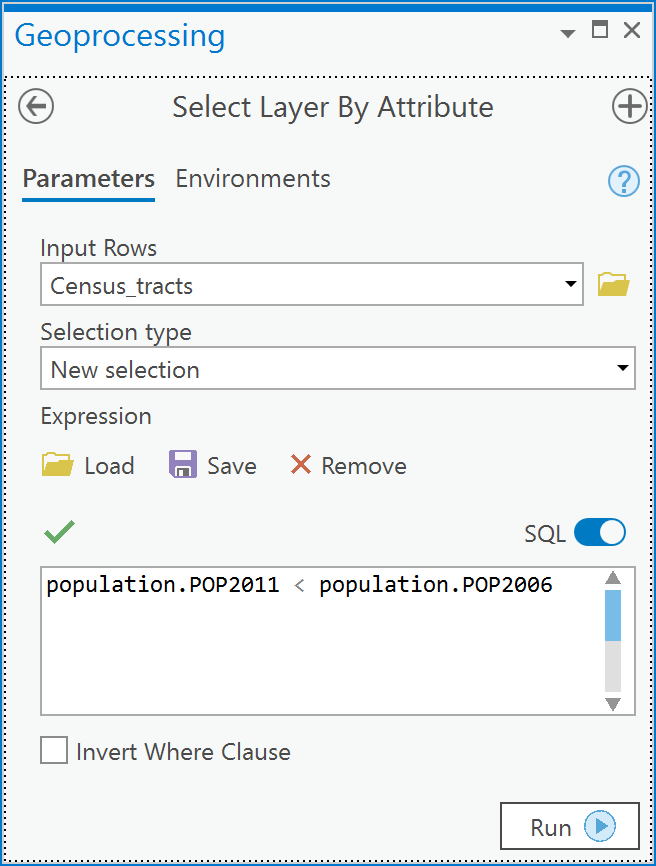 Geoprocessing
Select Layer By Attribute
Parameters Environments
?
Input Rows
Census_tracts
Selection type
New selection
Expression
Load Save Remove
SQL
population.POP2011 < population.POP2006
Invert Where Clause
Run